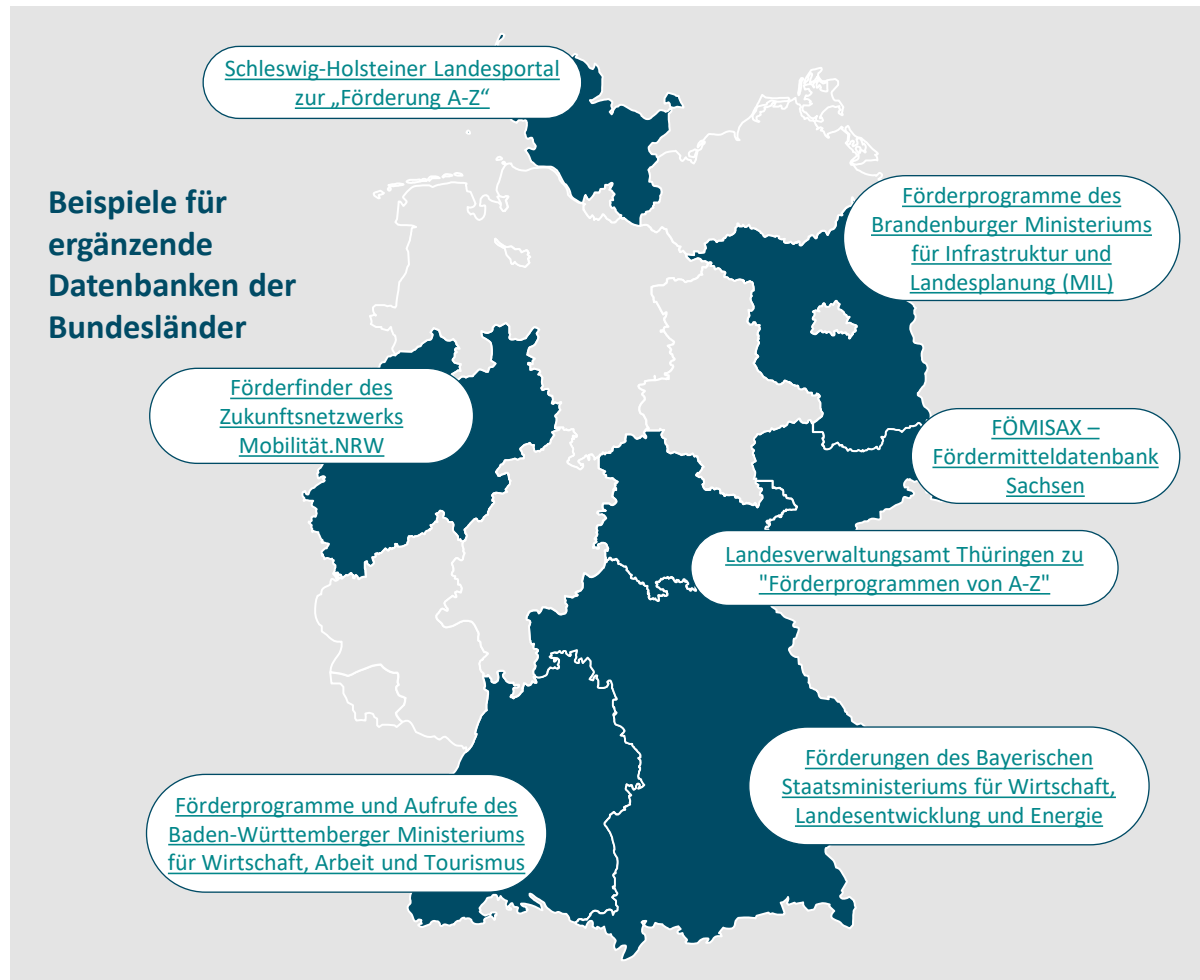 Schleswig-Holsteiner Landesportal
zur „Förderung A-Z“
Beispiele für
ergänzende
Datenbanken der
Bundesländer
Förderprogramme des
Brandenburger Ministeriums
für Infrastruktur und
Landesplanung (MIL)
Förderfinder des
Zukunftsnetzwerks
Mobilität.NRW
FÖMISAX –
Fördermitteldatenbank
Sachsen
Landesverwaltungsamt Thüringen zu
"Förderprogrammen von A-Z"
Förderungen des Bayerischen
Staatsministeriums für Wirtschaft,
Landesentwicklung und Energie
Förderprogramme und Aufrufe des
Baden-Württemberger Ministeriums
für Wirtschaft, Arbeit und Tourismus